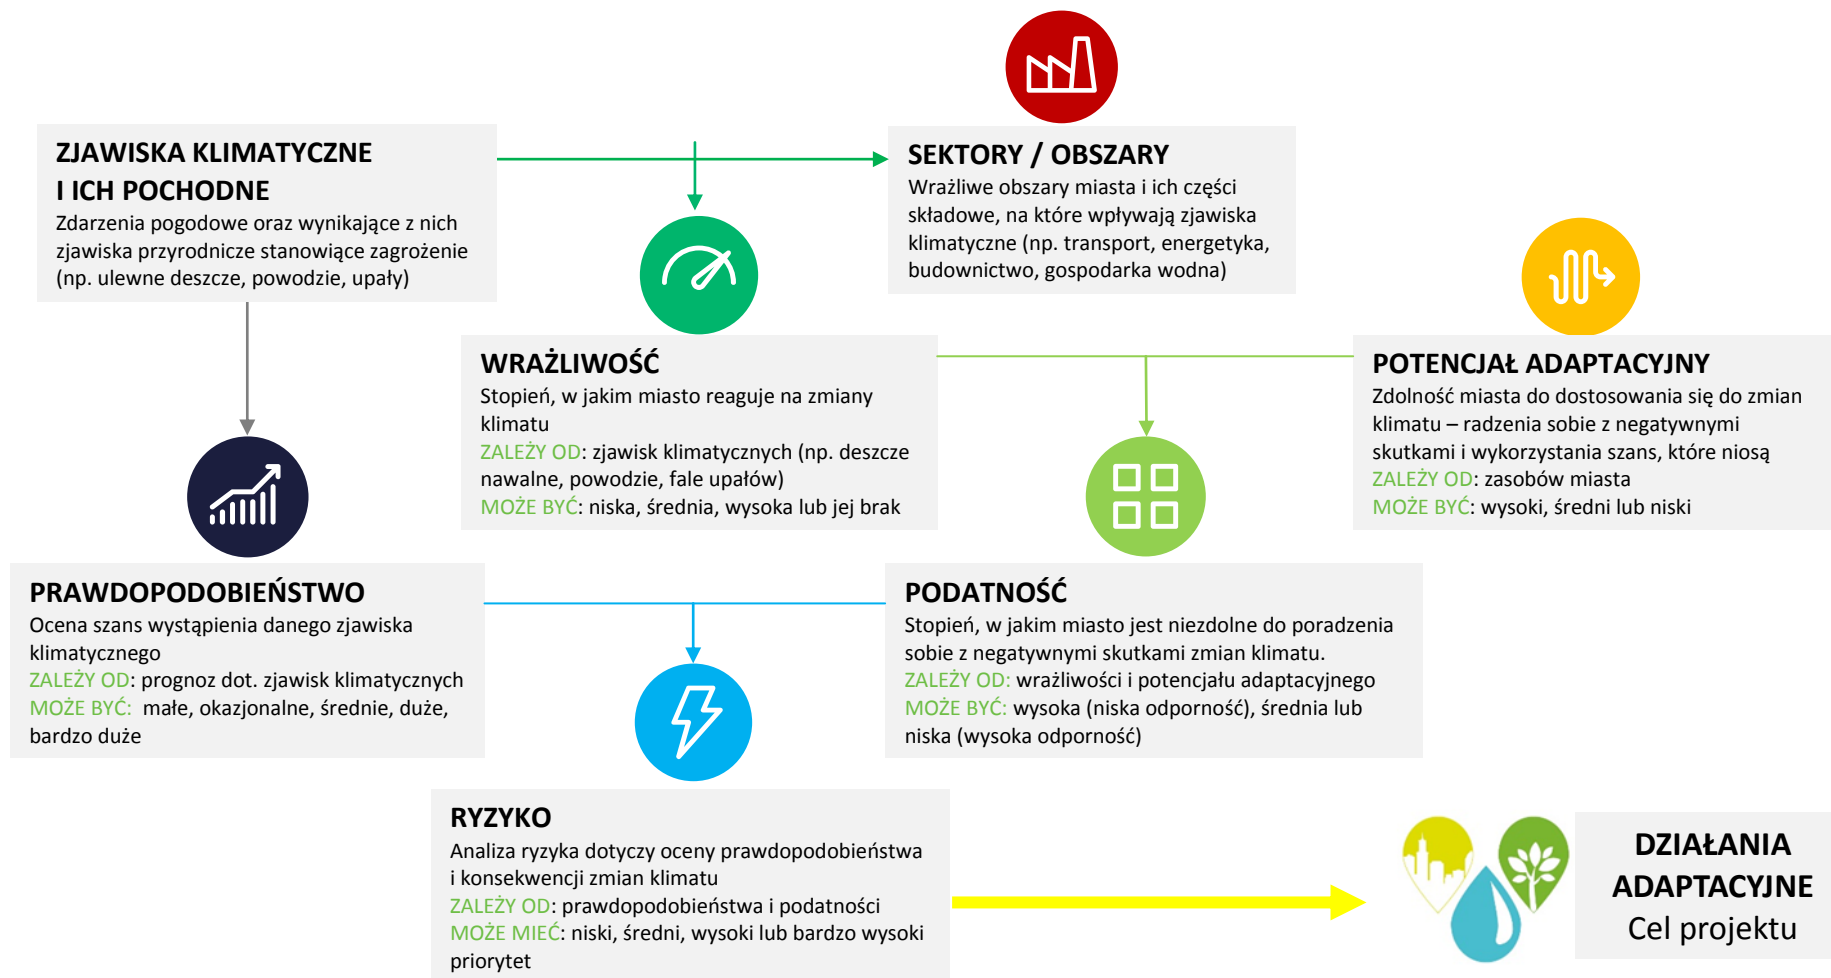 ZJAWISKA KLIMATYCZNE
I ICH POCHODNE
Zdarzenia pogodowe oraz wynikające z nich
zjawiska przyrodnicze stanowiące zagrożenie
(np. ulewne deszcze, powodzie, upały)
SEKTORY / OBSZARY
Wrażliwe obszary miasta i ich części
składowe, na które wpływają zjawiska
klimatyczne (np. transport, energetyka,
budownictwo, gospodarka wodna)
WRAŻLIWOŚĆ
Stopień, w jakim miasto reaguje na zmiany
klimatu
ZALEŻY OD: zjawisk klimatycznych (np. deszcze
nawalne, powodzie, fale upałów)
MOŻE BYĆ: niska, średnia, wysoka lub jej brak
POTENCJAŁ ADAPTACYJNY
Zdolność miasta do dostosowania się do zmian
klimatu – radzenia sobie z negatywnymi
skutkami i wykorzystania szans, które niosą
ZALEŻY OD: zasobów miasta
MOŻE BYĆ: wysoki, średni lub niski
PRAWDOPODOBIEŃSTWO
Ocena szans wystąpienia danego zjawiska
klimatycznego
ZALEŻY OD: prognoz dot. zjawisk klimatycznych
MOŻE BYĆ: małe, okazjonalne, średnie, duże,
bardzo duże
PODATNOŚĆ
Stopień, w jakim miasto jest niezdolne do poradzenia
sobie z negatywnymi skutkami zmian klimatu.
ZALEŻY OD: wrażliwości i potencjału adaptacyjnego
MOŻE BYĆ: wysoka (niska odporność), średnia lub
niska (wysoka odporność)
RYZYKO
Analiza ryzyka dotyczy oceny prawdopodobieństwa
i konsekwencji zmian klimatu
ZALEŻY OD: prawdopodobieństwa i podatności
MOŻE MIEĆ: niski, średni, wysoki lub bardzo wysoki
priorytet
DZIAŁANIA
ADAPTACYJNE
Cel projektu